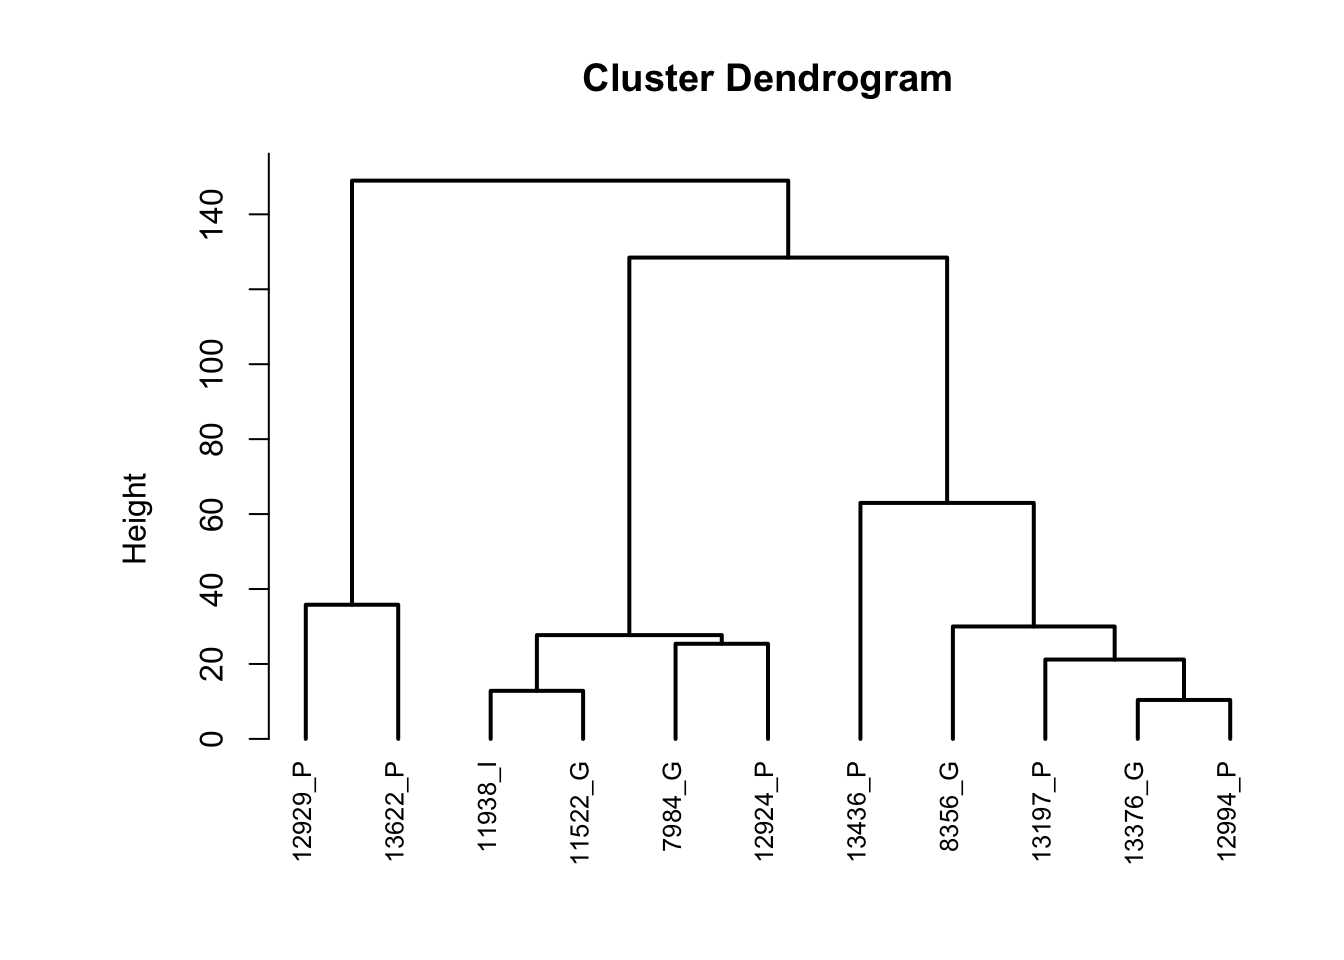 Cluster Dendrogram
Height
140
100
80
60
40
20
0
12929_P
13622_P
11938_I
11522_G
7984_G
12924_P
13436_P
8356_G
13197_P
13376_G
12994_P